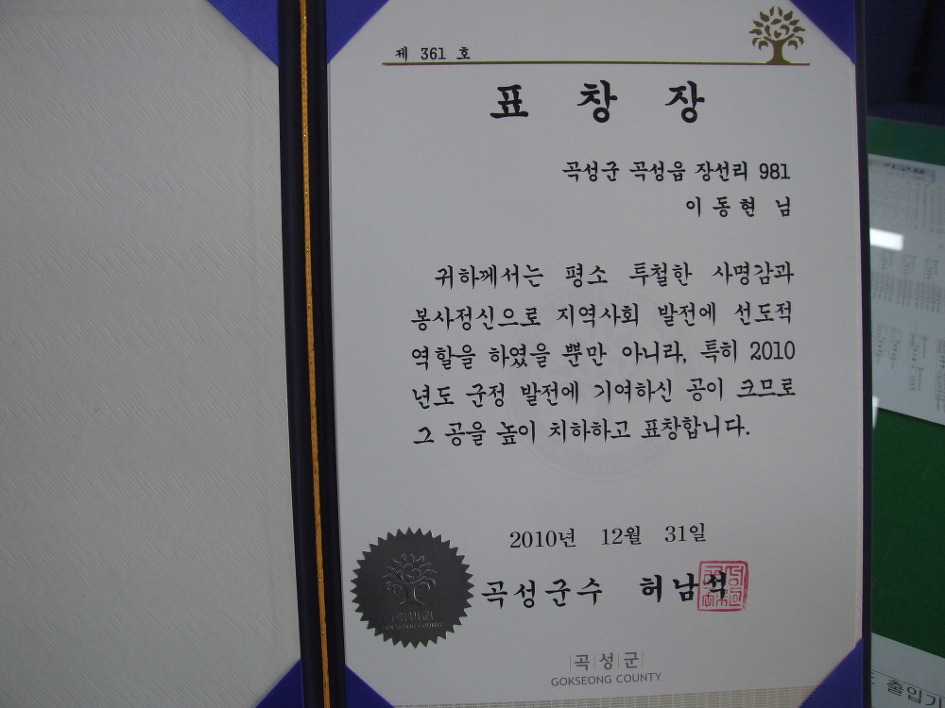 제 361 호
표 창 장
곡성군 곡성읍 장선리 981
이 동 현 님
귀하께서는 평소 투철한 사명감과
봉사정신으로 지역사회 발전에 선도적
역할을 하였을 뿐만 아니라, 특히 2010
년도 군정 발전에 기여하신 공이 크므로
그 공을 높이 치하하고 표창합니다.
2010년 12월 31일
곡성군수 허남석
곡성군
GOKSEONG COUNTY
출입